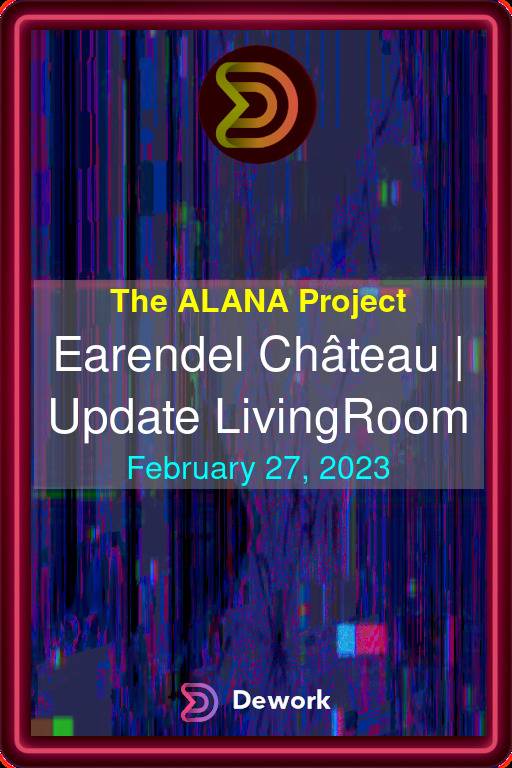 The ALANA Project
Earendel Château |
Update LivingRoom
February 27, 2023
Dework